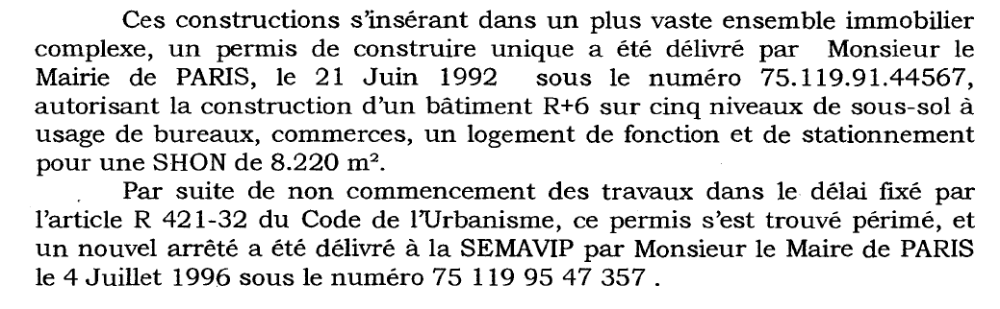 Ces constructions s'insérant dans un plus vaste ensemble immobilier
complexe, un permis de construire unique a été délivré par Monsieur le
Mairie de PARIS, le 21 Juin 1992 sous le numéro 75.119.91.44567,
autorisant la construction d'un bâtiment R+6 sur cinq niveaux de sous-sol à
usage de bureaux, commerces, un logement de fonction et de stationnement
pour une SHON de 8.220 m².
Par suite de non commencement des travaux dans le délai fixé par
l'article R 421-32 du Code de l'Urbanisme, ce permis s'est trouvé périmé, et
un nouvel arrêté a été délivré à la SEMAVIP par Monsieur le Maire de PARIS
le 4 Juillet 1996 sous le numéro 75 119 95 47 357 .